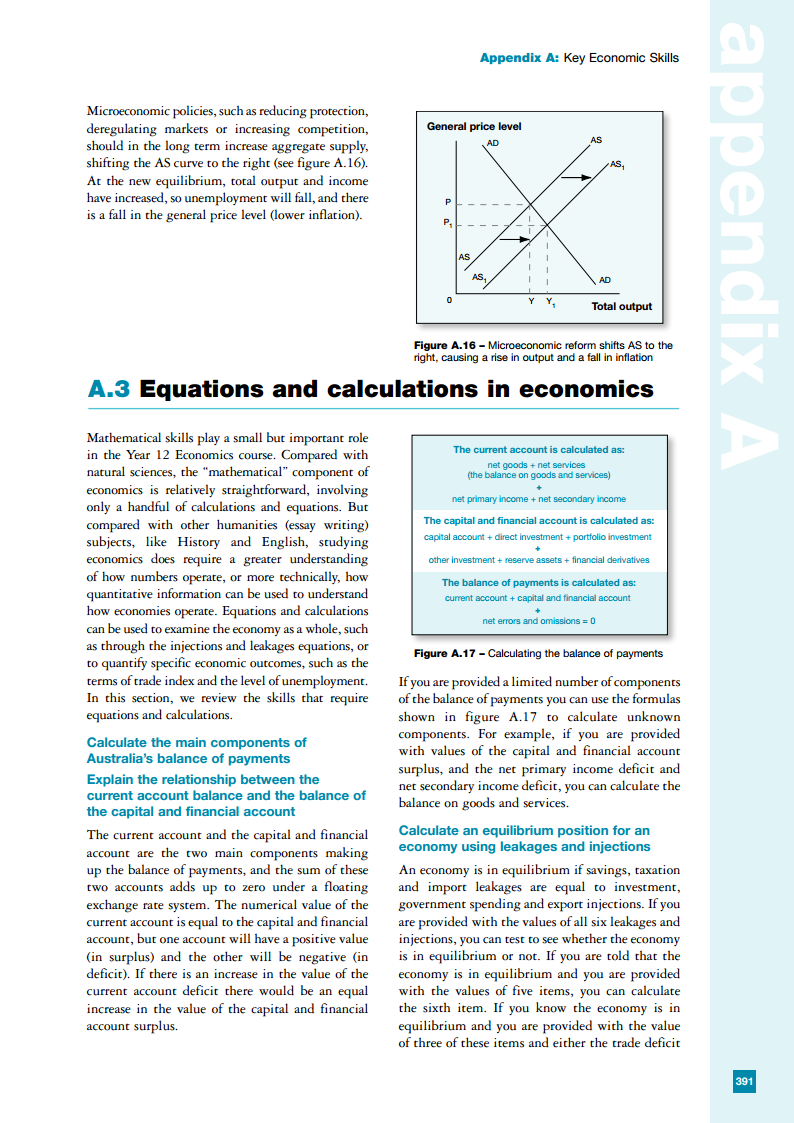 Appendix A: Key Economic Skills
Microeconomic policies, such as reducing protection,
deregulating markets or increasing competition,
should in the long term increase aggregate supply,
shifting the AS curve to the right (see figure A.16).
At the new equilibrium, total output and income
have increased, so unemployment will fall, and there
is a fall in the general price level (lower inflation).
General price level
AD
AS
AS1
P
P1
AS
AS1
AD
0
Y
Y1
Total output
Figure A.16 – Microeconomic reform shifts AS to the
right, causing a rise in output and a fall in inflation
A.3 Equations and calculations in economics
Mathematical skills play a small but important role
in the Year 12 Economics course. Compared with
natural sciences, the “mathematical” component of
economics is relatively straightforward, involving
only a handful of calculations and equations. But
compared with other humanities (essay writing)
subjects, like History and English, studying
economics does require a greater understanding
of how numbers operate, or more technically, how
quantitative information can be used to understand
how economies operate. Equations and calculations
can be used to examine the economy as a whole, such
as through the injections and leakages equations, or
to quantify specific economic outcomes, such as the
terms of trade index and the level of unemployment.
In this section, we review the skills that require
equations and calculations.
Calculate the main components of
Australia’s balance of payments
Explain the relationship between the
current account balance and the balance of
the capital and financial account
The current account and the capital and financial
account are the two main components making
up the balance of payments, and the sum of these
two accounts adds up to zero under a floating
exchange rate system. The numerical value of the
current account is equal to the capital and financial
account, but one account will have a positive value
(in surplus) and the other will be negative (in
deficit). If there is an increase in the value of the
current account deficit there would be an equal
increase in the value of the capital and financial
account surplus.
The current account is calculated as:
net goods + net services
(the balance on goods and services)
+
net primary income + net secondary income
The capital and financial account is calculated as:
capital account + direct investment + portfolio investment
+
other investment + reserve assets + financial derivatives
The balance of payments is calculated as:
current account + capital and financial account
+
net errors and omissions = 0
Figure A.17 – Calculating the balance of payments
If you are provided a limited number of components
of the balance of payments you can use the formulas
shown in figure A.17 to calculate unknown
components. For example, if you are provided
with values of the capital and financial account
surplus, and the net primary income deficit and
net secondary income deficit, you can calculate the
balance on goods and services.
Calculate an equilibrium position for an
economy using leakages and injections
An economy is in equilibrium if savings, taxation
and import leakages are equal to investment,
government spending and export injections. If you
are provided with the values of all six leakages and
injections, you can test to see whether the economy
is in equilibrium or not. If you are told that the
economy is in equilibrium and you are provided
with the values of five items, you can calculate
the sixth item. If you know the economy is in
equilibrium and you are provided with the value
of three of these items and either the trade deficit
appendix A
391